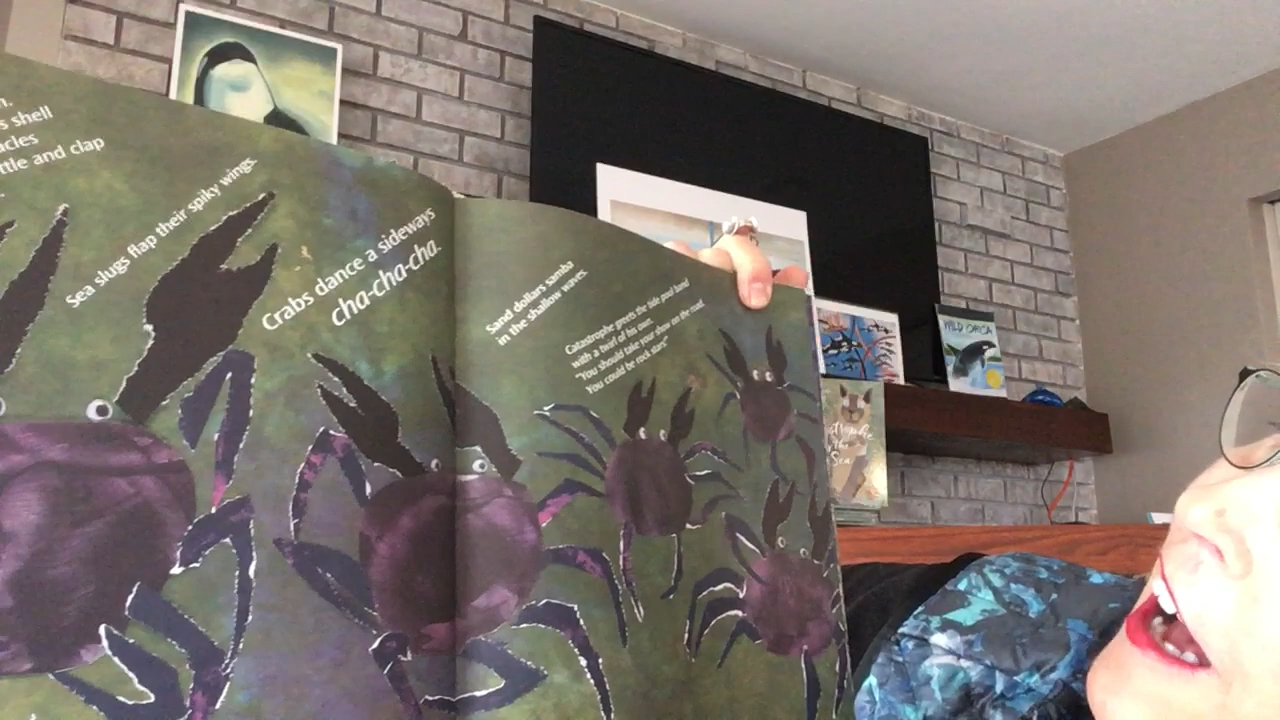 s shell
ttle and clap
Sea slugs flap their spiky wings.
Crabs dance a sideways
cha-cha-cha.
Sand dollars samba
in the shallow waves.
Catastrophe greets the tide pool band
with a twirl of his own.
"You should take your show on the road.
You could be rock stars!"
WILD ORCA
Sea